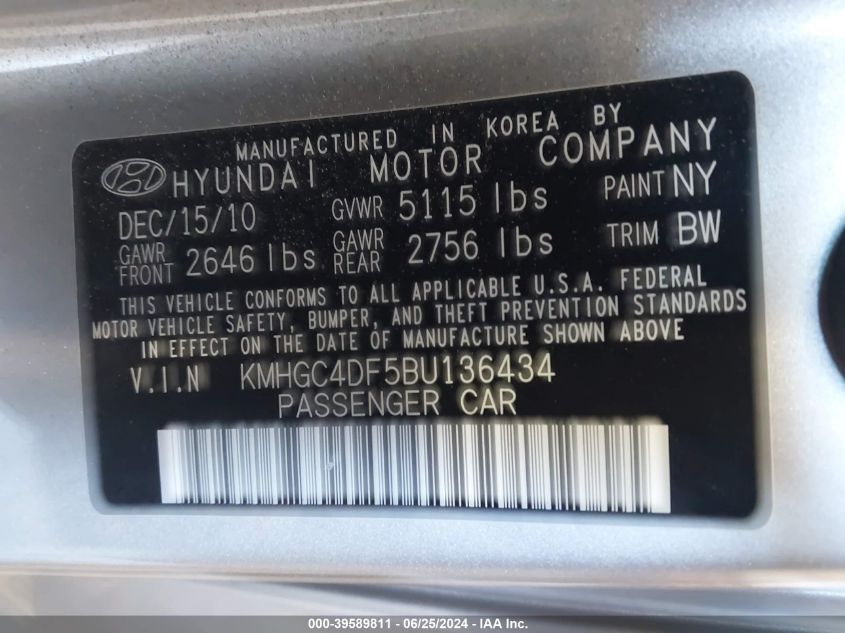 MANUFACTURED IN KOREA BY
HYUNDAI MOTOR COMPANY
DEC/15/10 GVWR 5115 lbs PAINT NY
GAWR FRONT 2646 lbs GAWR REAR 2756 lbs TRIM BW
THIS VEHICLE CONFORMS TO ALL APPLICABLE U.S.A. FEDERAL
MOTOR VEHICLE SAFETY, BUMPER, AND THEFT PREVENTION STANDARDS
IN EFFECT ON THE DATE OF MANUFACTURE SHOWN ABOVE
V.I.N KMHGC4DF5BU136434
PASSENGER CAR
000-39589811 - 06/25/2024 - IAA Inc.